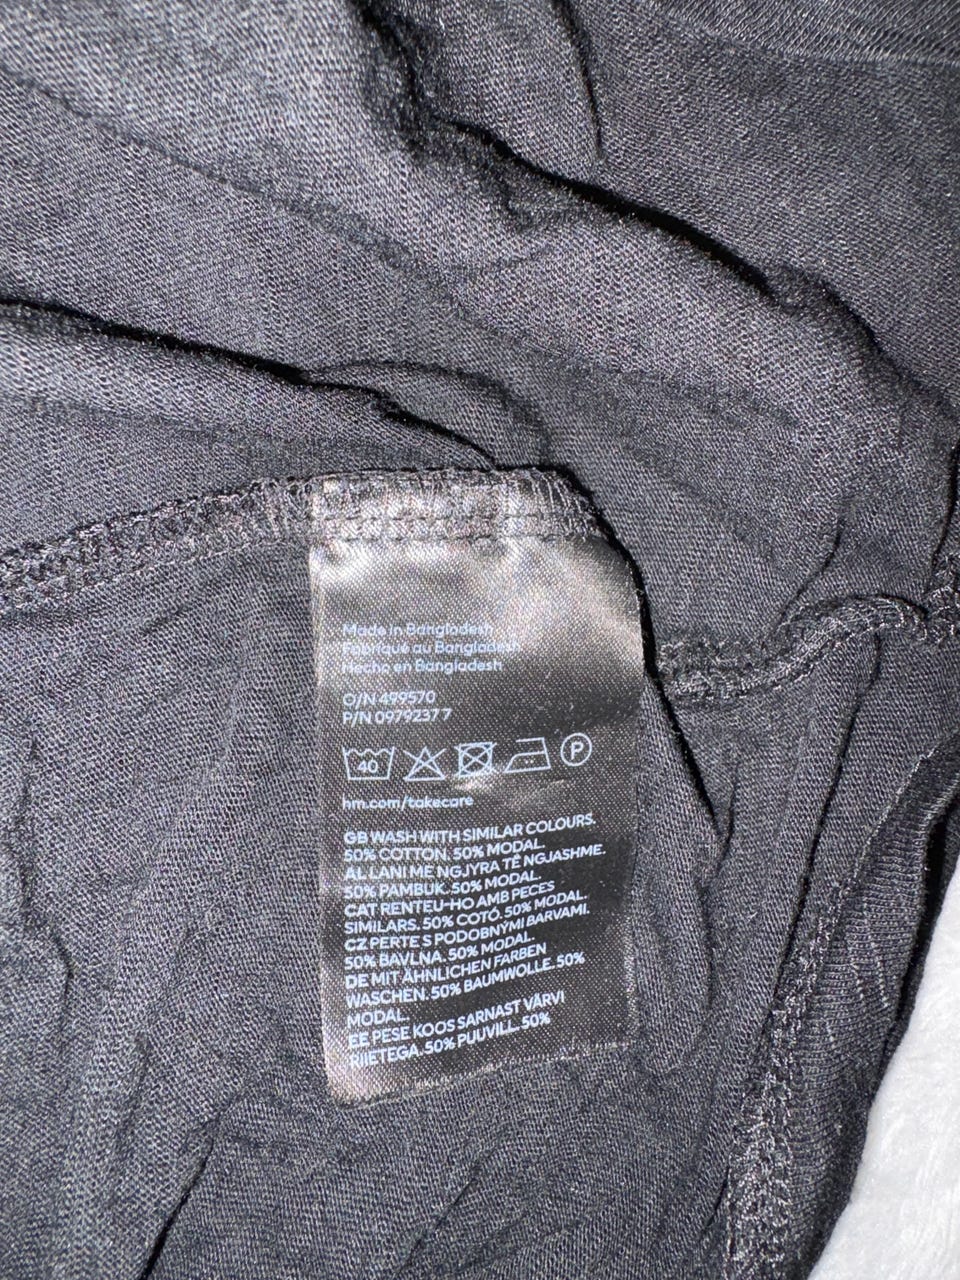 Made in Bangladesh
Fabriqué au Bangladesh
Hecho en Bangladesh
O/N 499570
P/N 09792377
40 P
hm.com/takecare
GB WASH WITH SIMILAR COLOURS.
50% COTTON. 50% MODAL.
AL LANI ME NGJYRA TË NGJASHME.
50% PAMBUK. 50% MODAL.
CAT RENTEU-HO AMB PECES
SIMILARS. 50% COTÓ. 50% MODAL.
CZ PERTE S PODOBNÝMI BARVAMI.
50% BAVLNA. 50% MODAL.
DE MIT ÄHNLICHEN FARBEN
WASCHEN. 50% BAUMWOLLE. 50%
MODAL.
EE PESE KOOS SARNAST VÄRVI
RIIETEGA. 50% PUUVILL. 50%